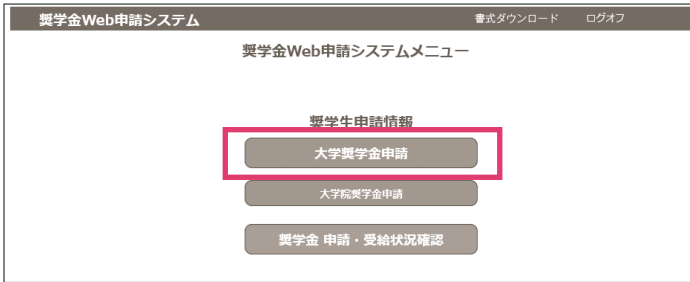 奨学金Web申請システム 書式ダウンロード ログオフ
奨学金Web申請システムメニュー
奨学生申請情報
大学奨学金申請
大学院奨学金申請
奨学金 申請・受給状況確認